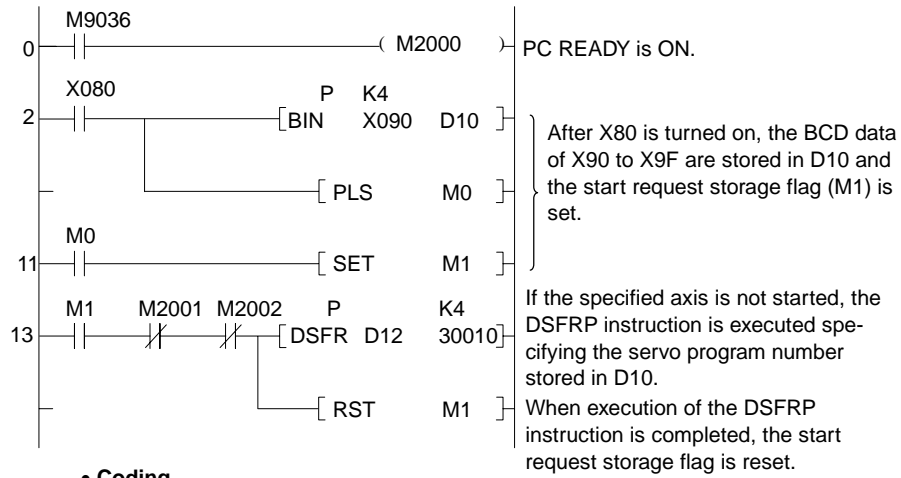 M9036
0 ( M2000 ) PC READY is ON.
X080 P K4
2 [BIN X090 D10 ]
After X80 is turned on, the BCD data
of X90 to X9F are stored in D10 and
the start request storage flag (M1) is
set.
[ PLS M0 ]
M0
11 [ SET M1 ]
M1 M2001 M2002 P K4
13 [DSFR D12 30010]
If the specified axis is not started, the
DSFRP instruction is executed spe-
cifying the servo program number
stored in D10.
[ RST M1 ]
When execution of the DSFRP
instruction is completed, the start
request storage flag is reset.
• Coding